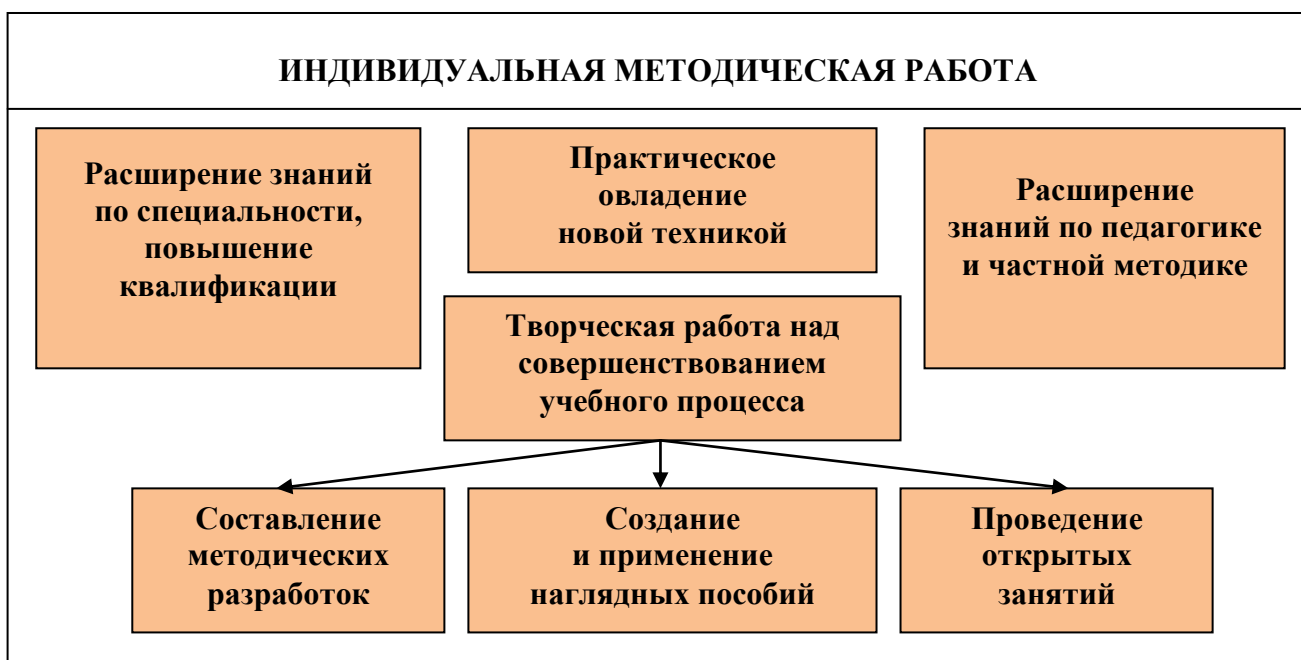 ИНДИВИДУАЛЬНАЯ МЕТОДИЧЕСКАЯ РАБОТА
Расширение знаний
по специальности,
повышение
квалификации
Практическое
овладение
новой техникой
Расширение
знаний по педагогике
и частной методике
Творческая работа над
совершенствованием
учебного процесса
Составление
методических
разработок
Создание
и применение
наглядных пособий
Проведение
открытых
занятий